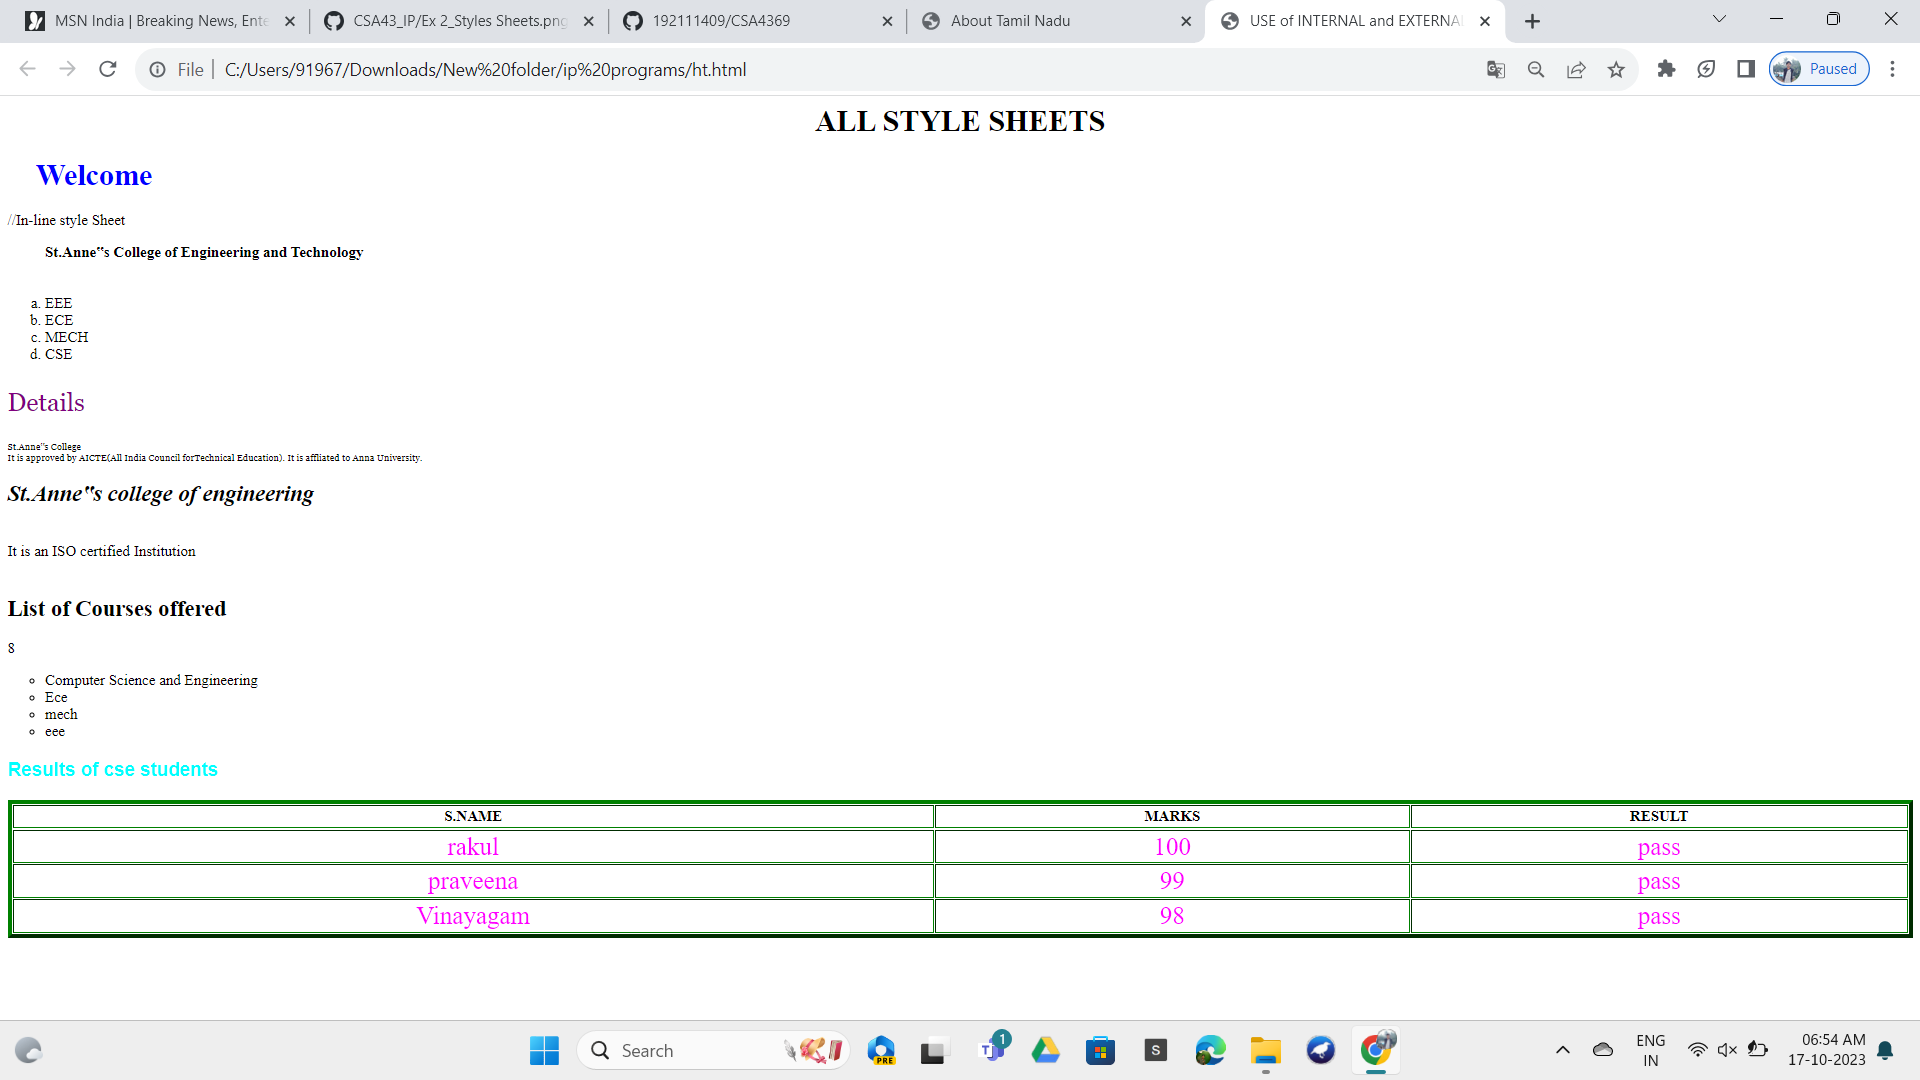 MSN India | Breaking News, Ente
CSA43_IP/Ex 2_Styles Sheets.png
192111409/CSA4369
About Tamil Nadu
USE of INTERNAL and EXTERNAL
File | C:/Users/91967/Downloads/New%20folder/ip%20programs/ht.html
Paused
ALL STYLE SHEETS
Welcome
//In-line style Sheet
St.Anne‟s College of Engineering and Technology
a. EEE
b. ECE
c. MECH
d. CSE
Details
St.Anne‟s College
It is approved by AICTE(All India Council forTechnical Education). It is affliated to Anna University.
St.Anne‟s college of engineering
It is an ISO certified Institution
List of Courses offered
8
Computer Science and Engineering
Ece
mech
eee
Results of cse students
S.NAME MARKS RESULT
rakul 100 pass
praveena 99 pass
Vinayagam 98 pass
Search
PRE
1
S
ENG
IN
06:54 AM
17-10-2023